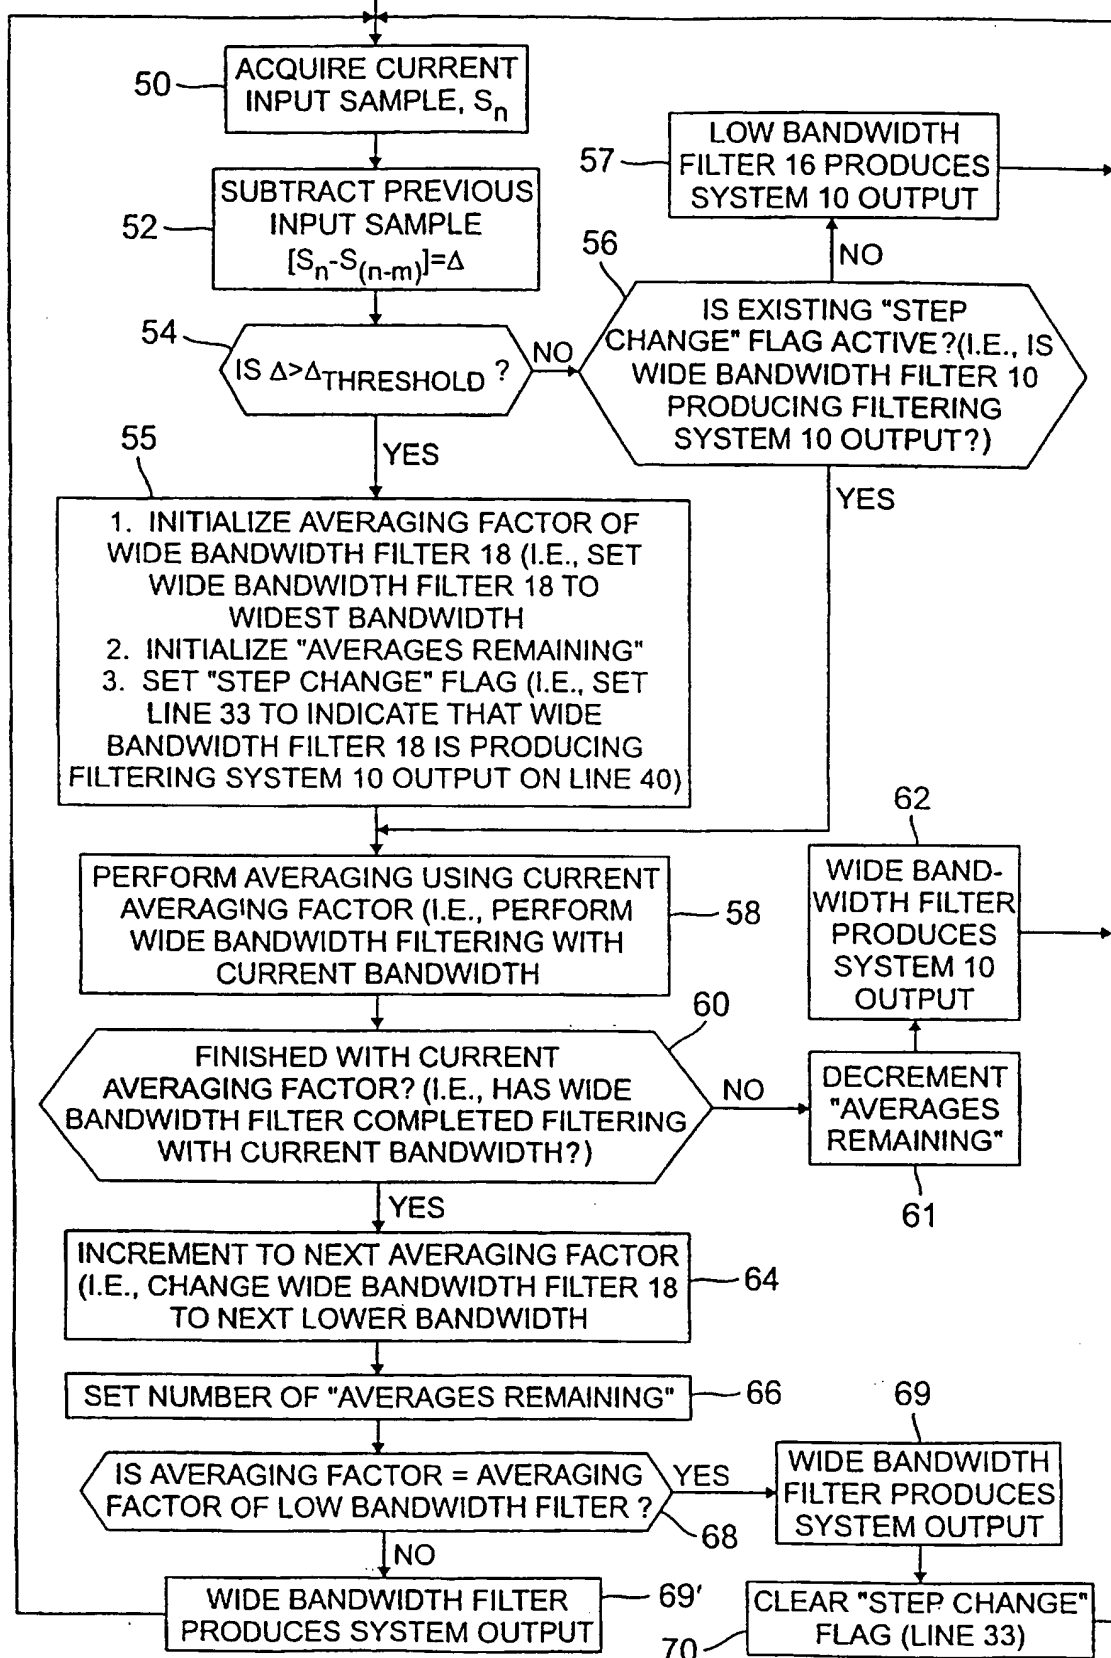 50
ACQUIRE CURRENT
INPUT SAMPLE, Sn
52
SUBTRACT PREVIOUS
INPUT SAMPLE
[Sn-S(n-m)]=Δ
54
IS Δ>ΔTHRESHOLD ?
NO
YES
57
LOW BANDWIDTH
FILTER 16 PRODUCES
SYSTEM 10 OUTPUT
NO
56
IS EXISTING "STEP
CHANGE" FLAG ACTIVE?(I.E., IS
WIDE BANDWIDTH FILTER 10
PRODUCING FILTERING
SYSTEM 10 OUTPUT?)
YES
55
1. INITIALIZE AVERAGING FACTOR OF
WIDE BANDWIDTH FILTER 18 (I.E., SET
WIDE BANDWIDTH FILTER 18 TO
WIDEST BANDWIDTH
2. INITIALIZE "AVERAGES REMAINING"
3. SET "STEP CHANGE" FLAG (I.E., SET
LINE 33 TO INDICATE THAT WIDE
BANDWIDTH FILTER 18 IS PRODUCING
FILTERING SYSTEM 10 OUTPUT ON LINE 40)
PERFORM AVERAGING USING CURRENT
AVERAGING FACTOR (I.E., PERFORM
WIDE BANDWIDTH FILTERING WITH
CURRENT BANDWIDTH
58
62
WIDE BAND-
WIDTH FILTER
PRODUCES
SYSTEM 10
OUTPUT
60
FINISHED WITH CURRENT
AVERAGING FACTOR? (I.E., HAS WIDE
BANDWIDTH FILTER COMPLETED FILTERING
WITH CURRENT BANDWIDTH?)
NO
DECREMENT
"AVERAGES
REMAINING"
61
YES
INCREMENT TO NEXT AVERAGING FACTOR
(I.E., CHANGE WIDE BANDWIDTH FILTER 18
TO NEXT LOWER BANDWIDTH
64
SET NUMBER OF "AVERAGES REMAINING"
66
IS AVERAGING FACTOR = AVERAGING
FACTOR OF LOW BANDWIDTH FILTER ?
68
YES
69
WIDE BANDWIDTH
FILTER PRODUCES
SYSTEM OUTPUT
NO
WIDE BANDWIDTH FILTER
PRODUCES SYSTEM OUTPUT
69'
CLEAR "STEP CHANGE"
FLAG (LINE 33)
70